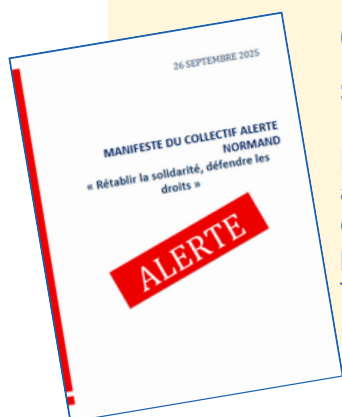 26 SEPTEMBRE 2025
MANIFESTE DU COLLECTIF ALERTE
NORMAND
« Rétablir la solidarité, défendre les
droits »
ALERTE